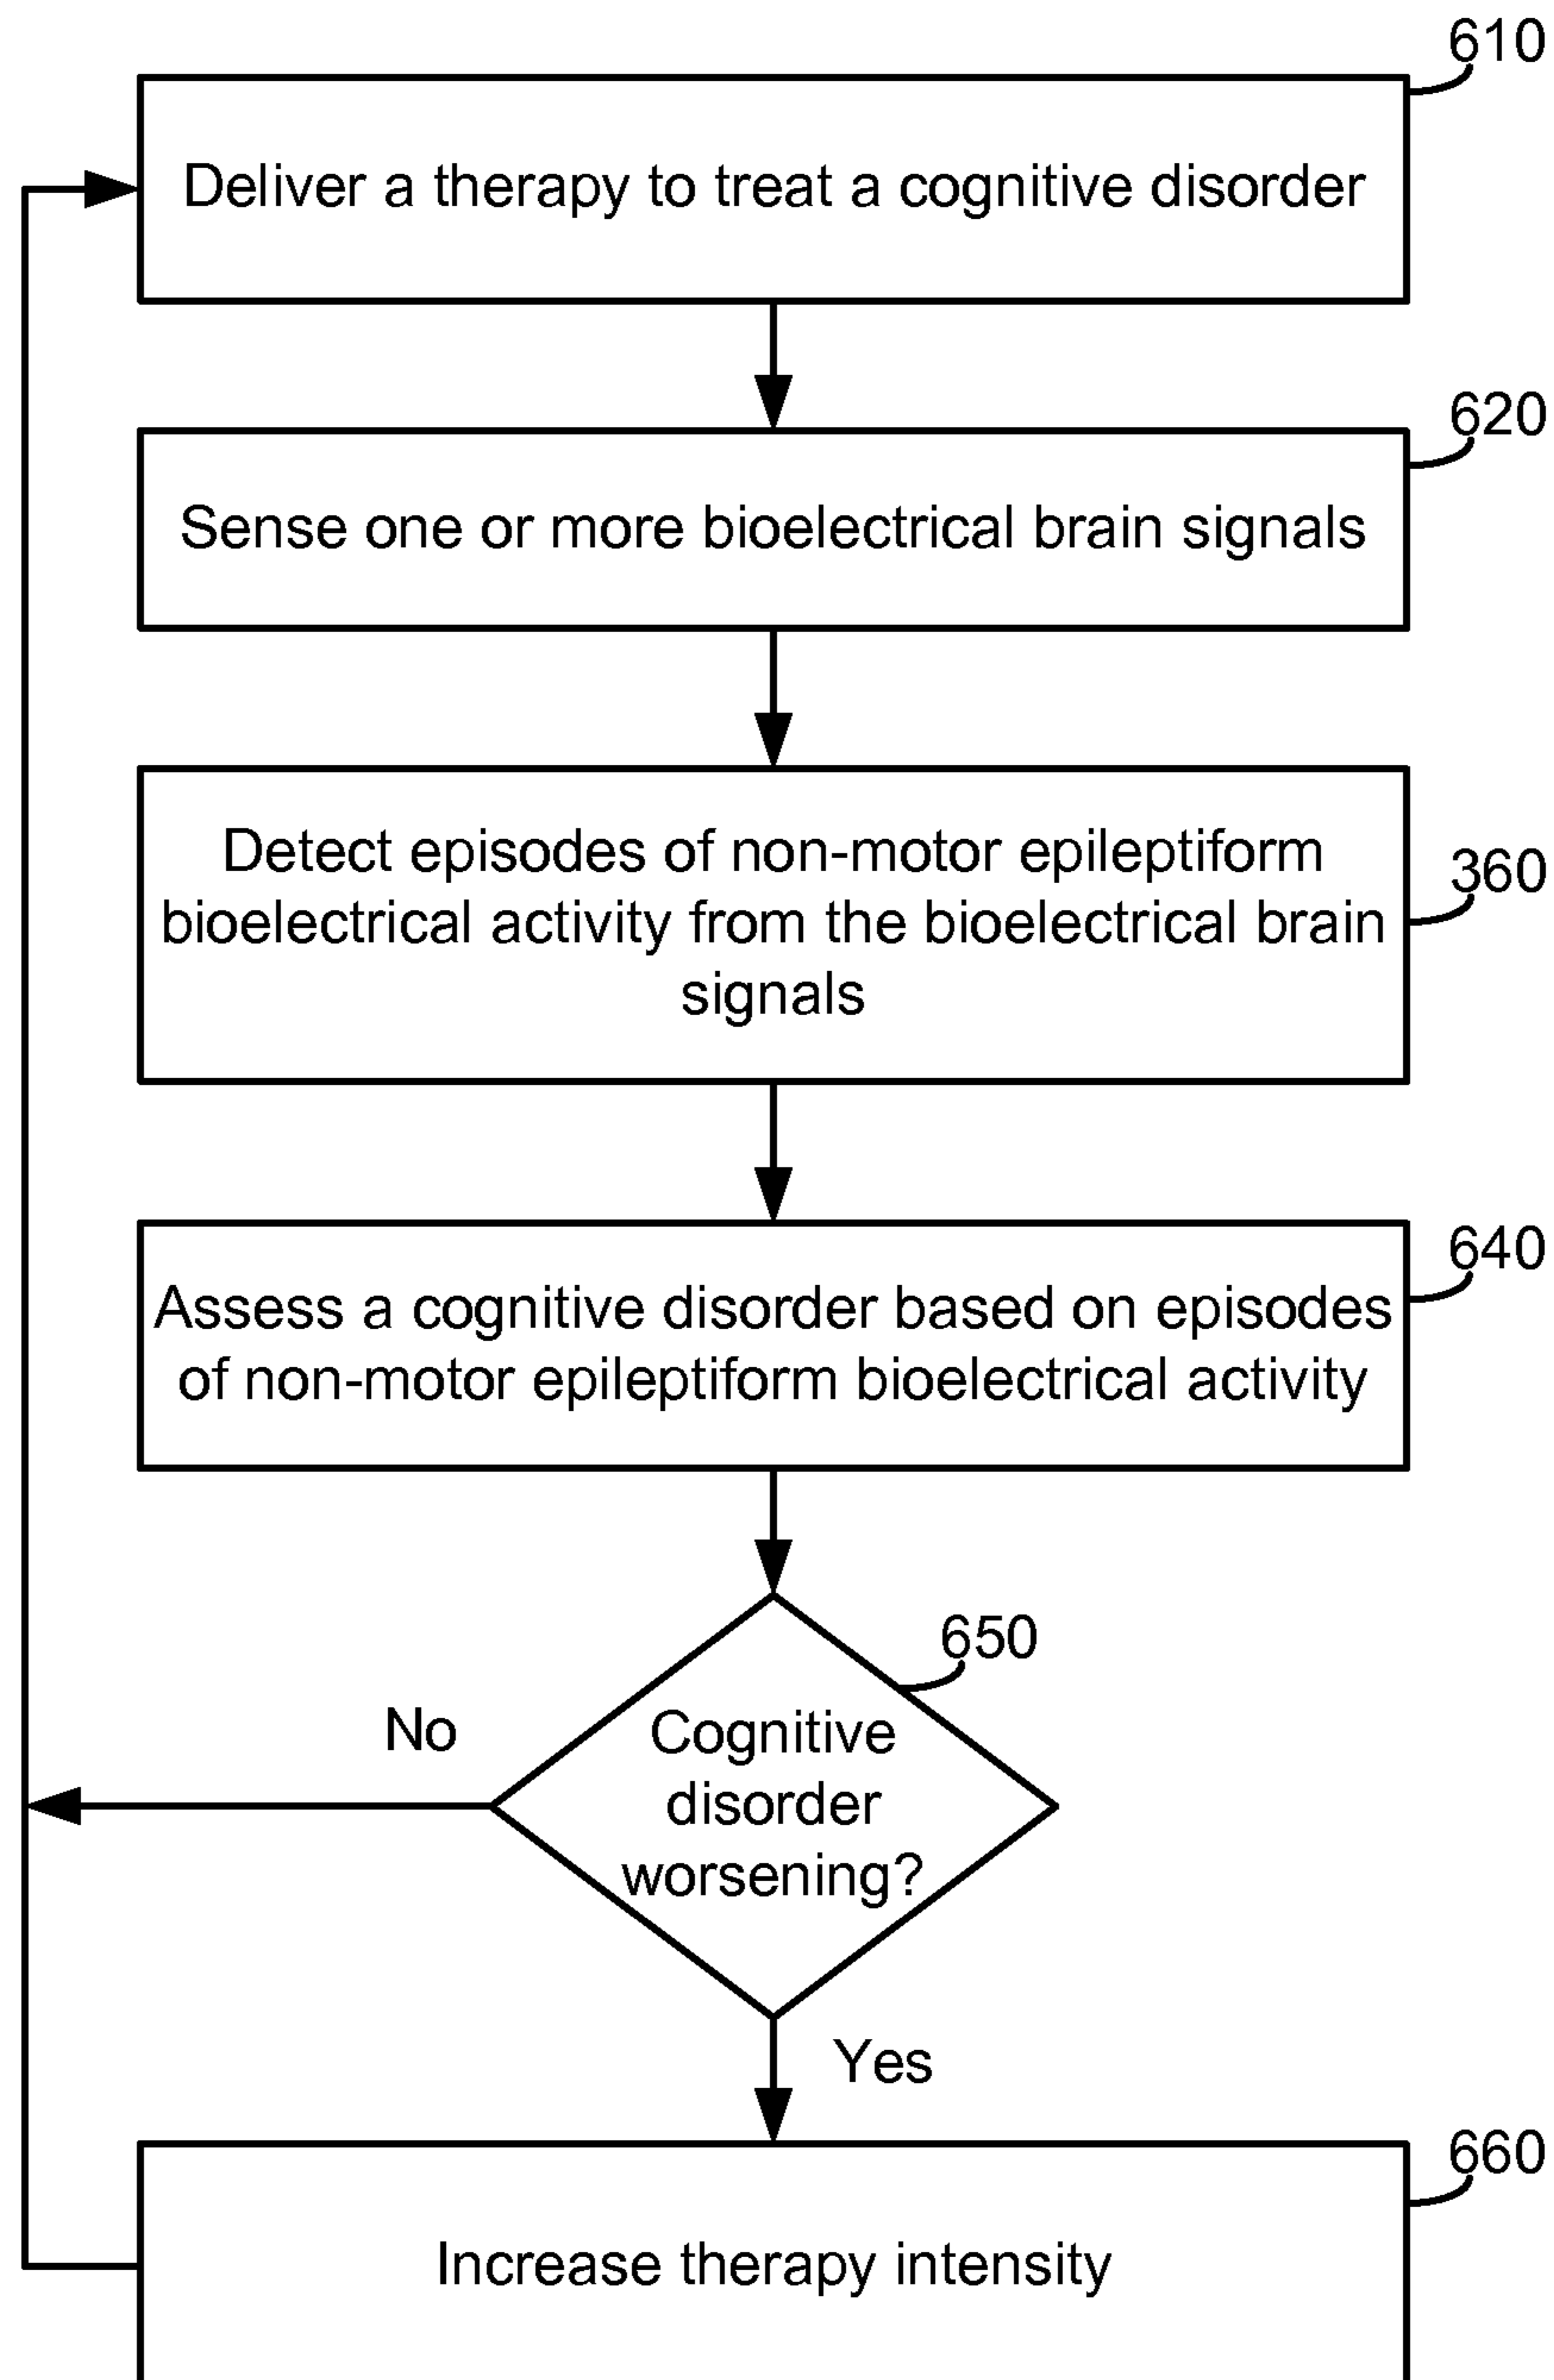 610
Deliver a therapy to treat a cognitive disorder
620
Sense one or more bioelectrical brain signals
Detect episodes of non-motor epileptiform
360
bioelectrical activity from the bioelectrical brain
signals
640
Assess a cognitive disorder based on episodes
of non-motor epileptiform bioelectrical activity
650
No
Cognitive
disorder
worsening?
Yes
660
Increase therapy intensity